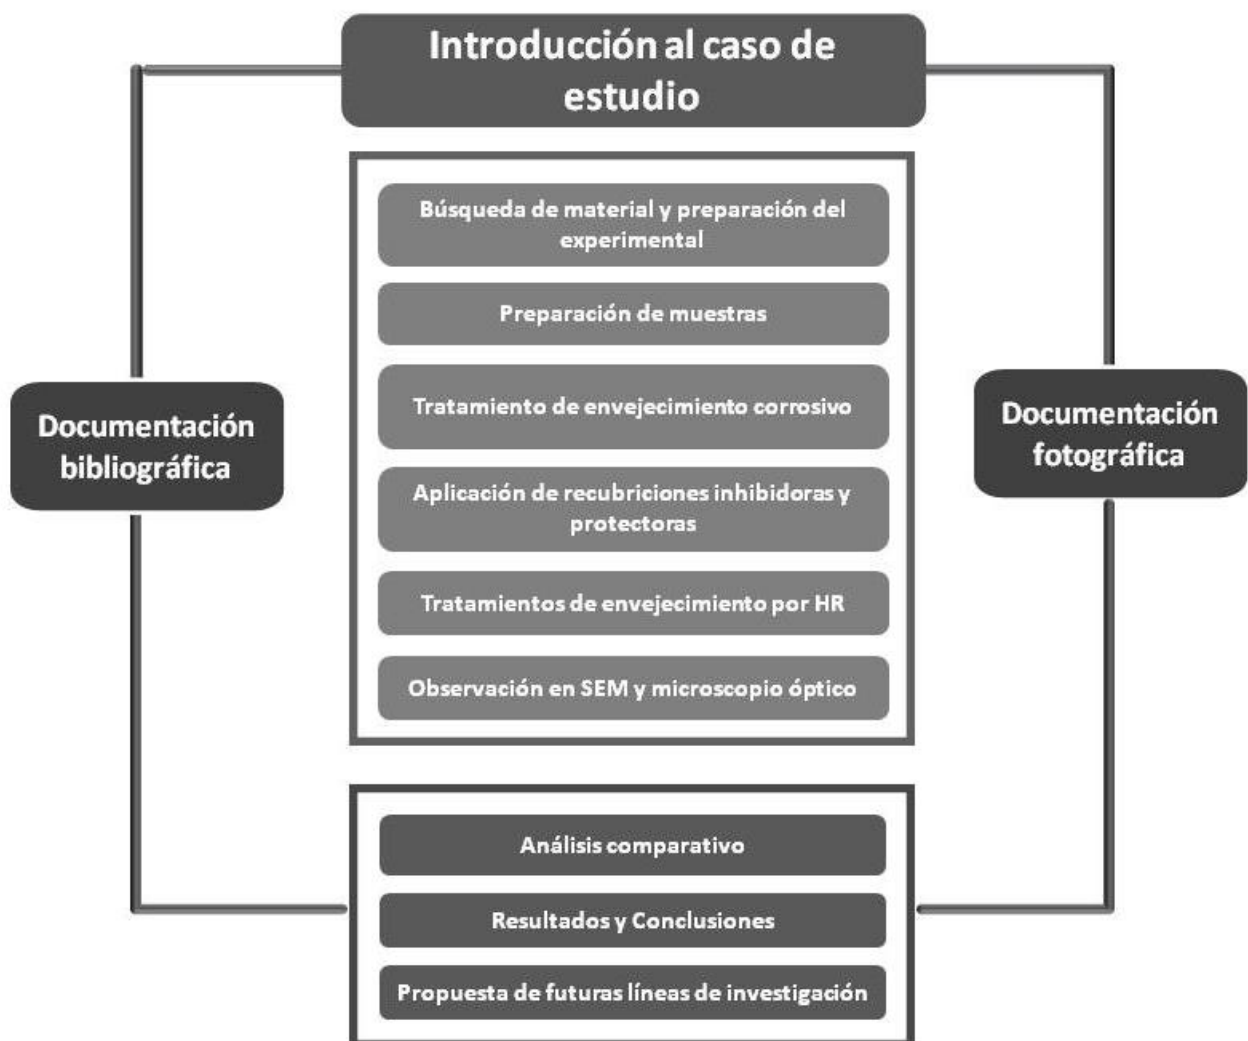 Introducción al caso de
estudio
Búsqueda de material y preparación del
experimental
Preparación de muestras
Tratamiento de envejecimiento corrosivo
Aplicación de recubriciones inhibidoras y
protectoras
Tratamientos de envejecimiento por HR
Observación en SEM y microscopio óptico
Documentación
bibliográfica
Documentación
fotográfica
Análisis comparativo
Resultados y Conclusiones
Propuesta de futuras líneas de investigación